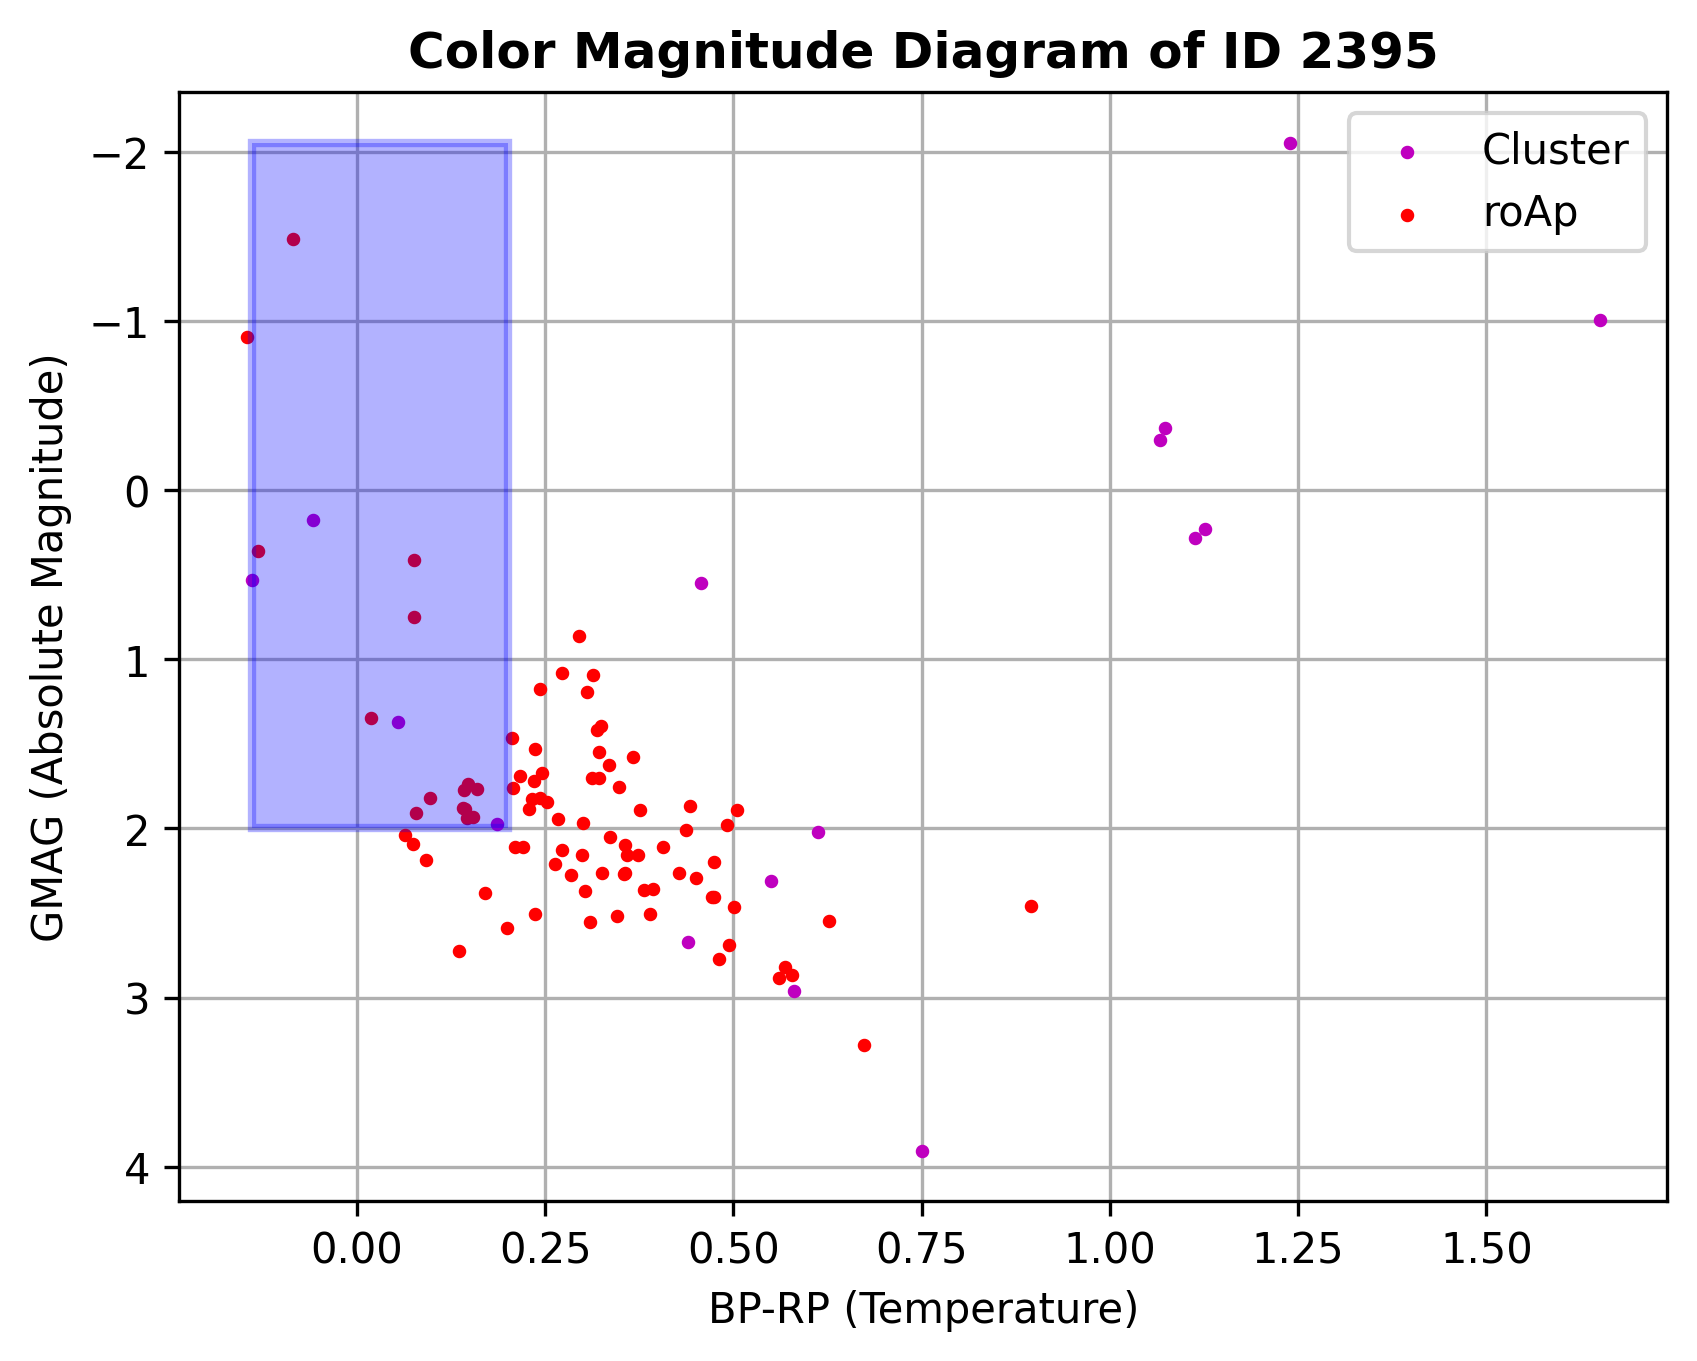 Color Magnitude Diagram of ID 2395
Cluster
roAp
GMAG (Absolute Magnitude)
−2
−1
0
1
2
3
4
0.00 0.25 0.50 0.75 1.00 1.25 1.50
BP-RP (Temperature)